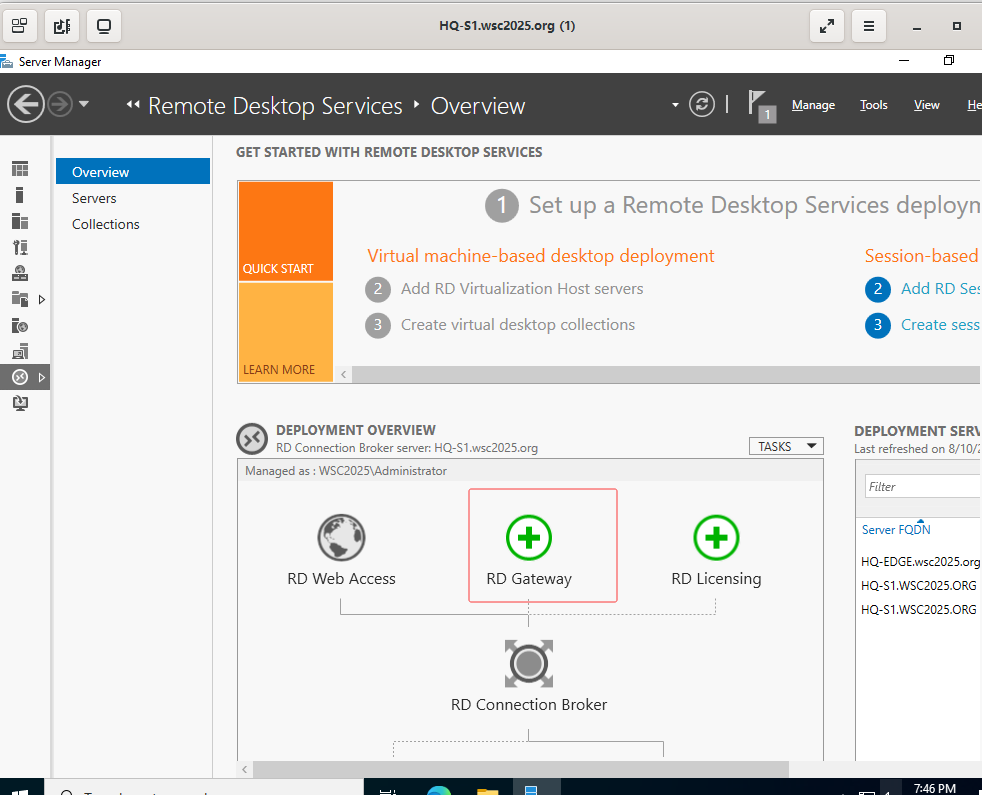 HQ-S1.wsc2025.org (1)
Server Manager
Remote Desktop Services
Overview
1
Manage
Tools
View
He
Overview
Servers
Collections
GET STARTED WITH REMOTE DESKTOP SERVICES
QUICK START
LEARN MORE
1 Set up a Remote Desktop Services deploym
Virtual machine-based desktop deployment
2 Add RD Virtualization Host servers
3 Create virtual desktop collections
Session-based
2 Add RD Ses
3 Create sess
DEPLOYMENT OVERVIEW
RD Connection Broker server: HQ-S1.wsc2025.org
TASKS
Managed as : WSC2025\Administrator
RD Web Access
RD Gateway
RD Licensing
RD Connection Broker
DEPLOYMENT SERV
Last refreshed on 8/10/2
Filter
Server FQDN
HQ-EDGE.wsc2025.org
HQ-S1.WSC2025.ORG
HQ-S1.WSC2025.ORG
7:46 PM